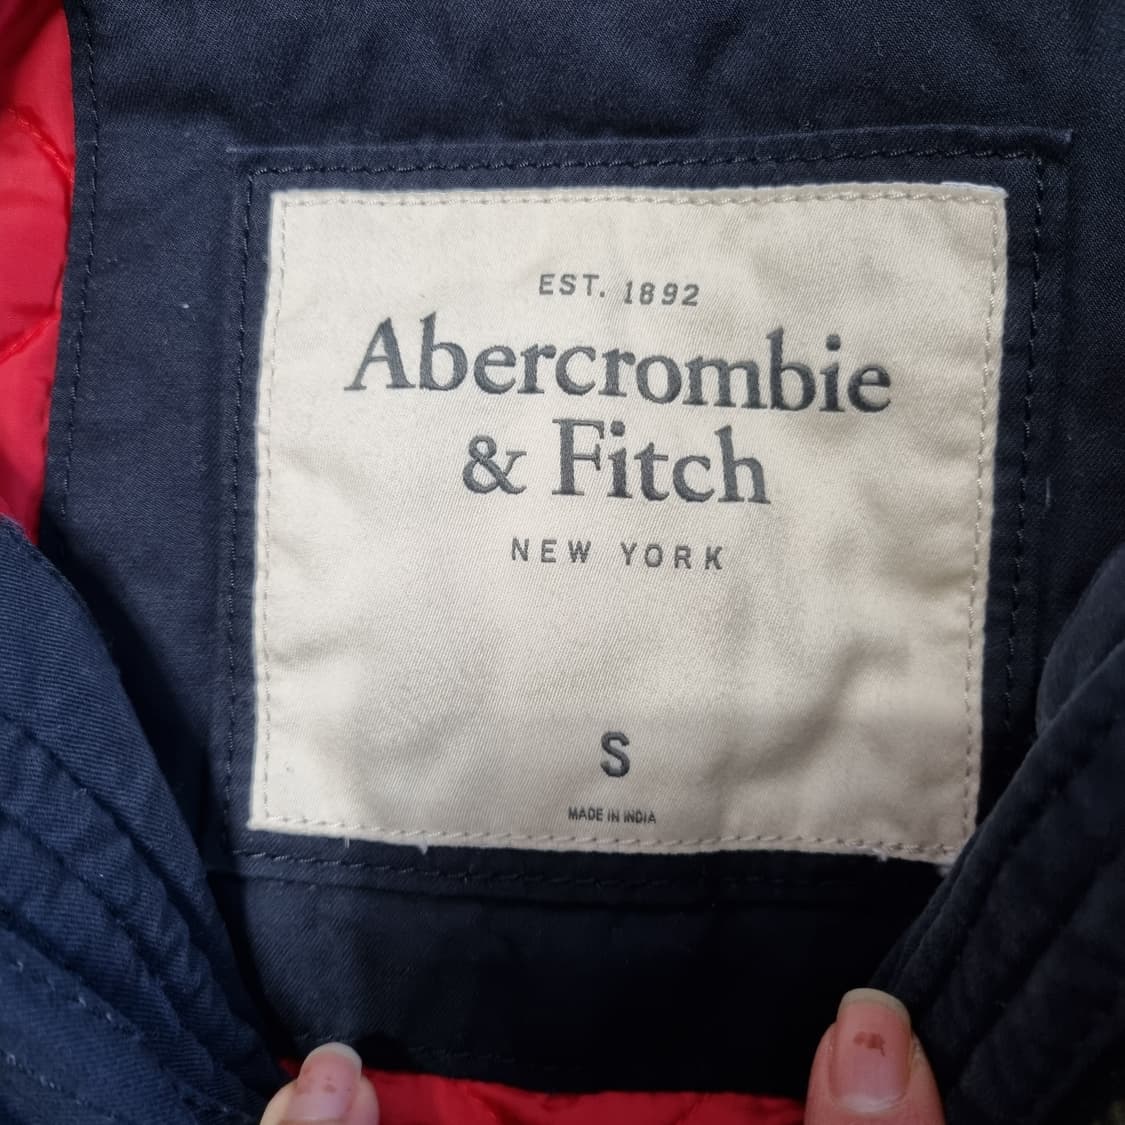 EST. 1892
Abercrombie
& Fitch
NEW YORK
S
MADE IN INDIA